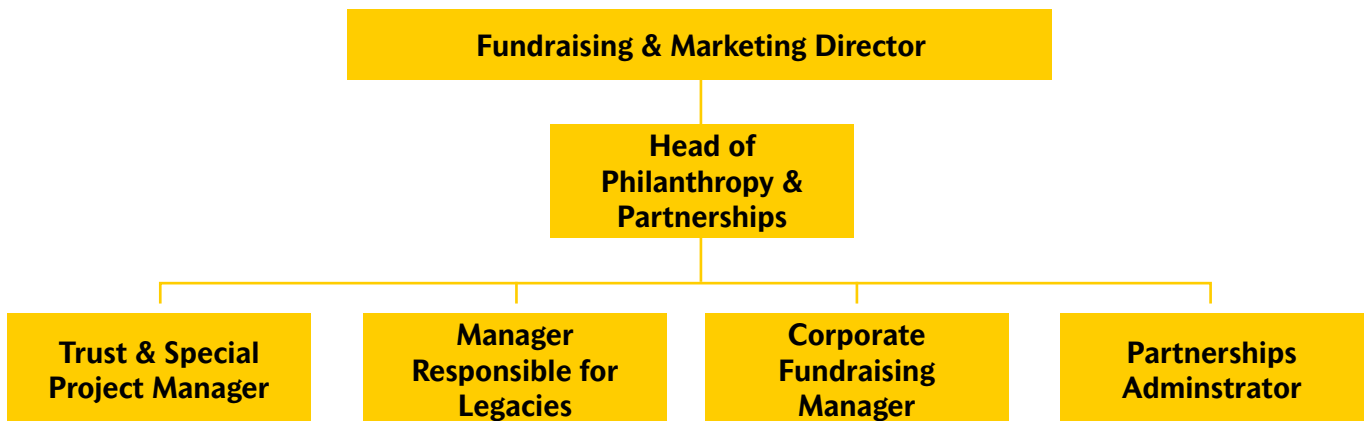 Fundraising & Marketing Director
Head of
Philanthropy &
Partnerships
Trust & Special
Project Manager
Manager
Responsible for
Legacies
Corporate
Fundraising
Manager
Partnerships
Adminstrator